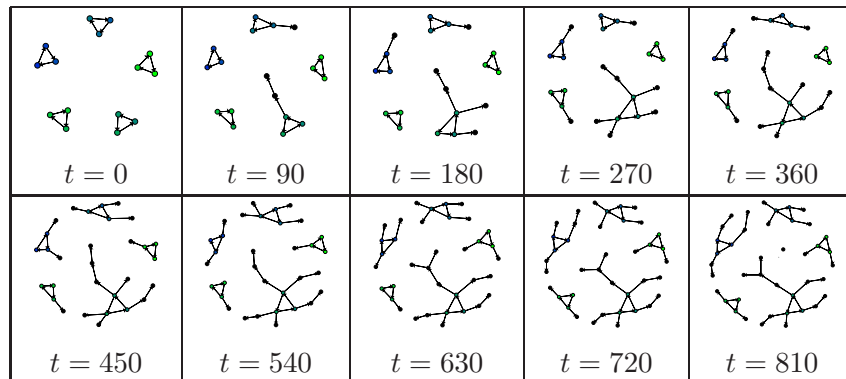 t = 0
t = 90
t = 180
t = 270
t = 360
t = 450
t = 540
t = 630
t = 720
t = 810